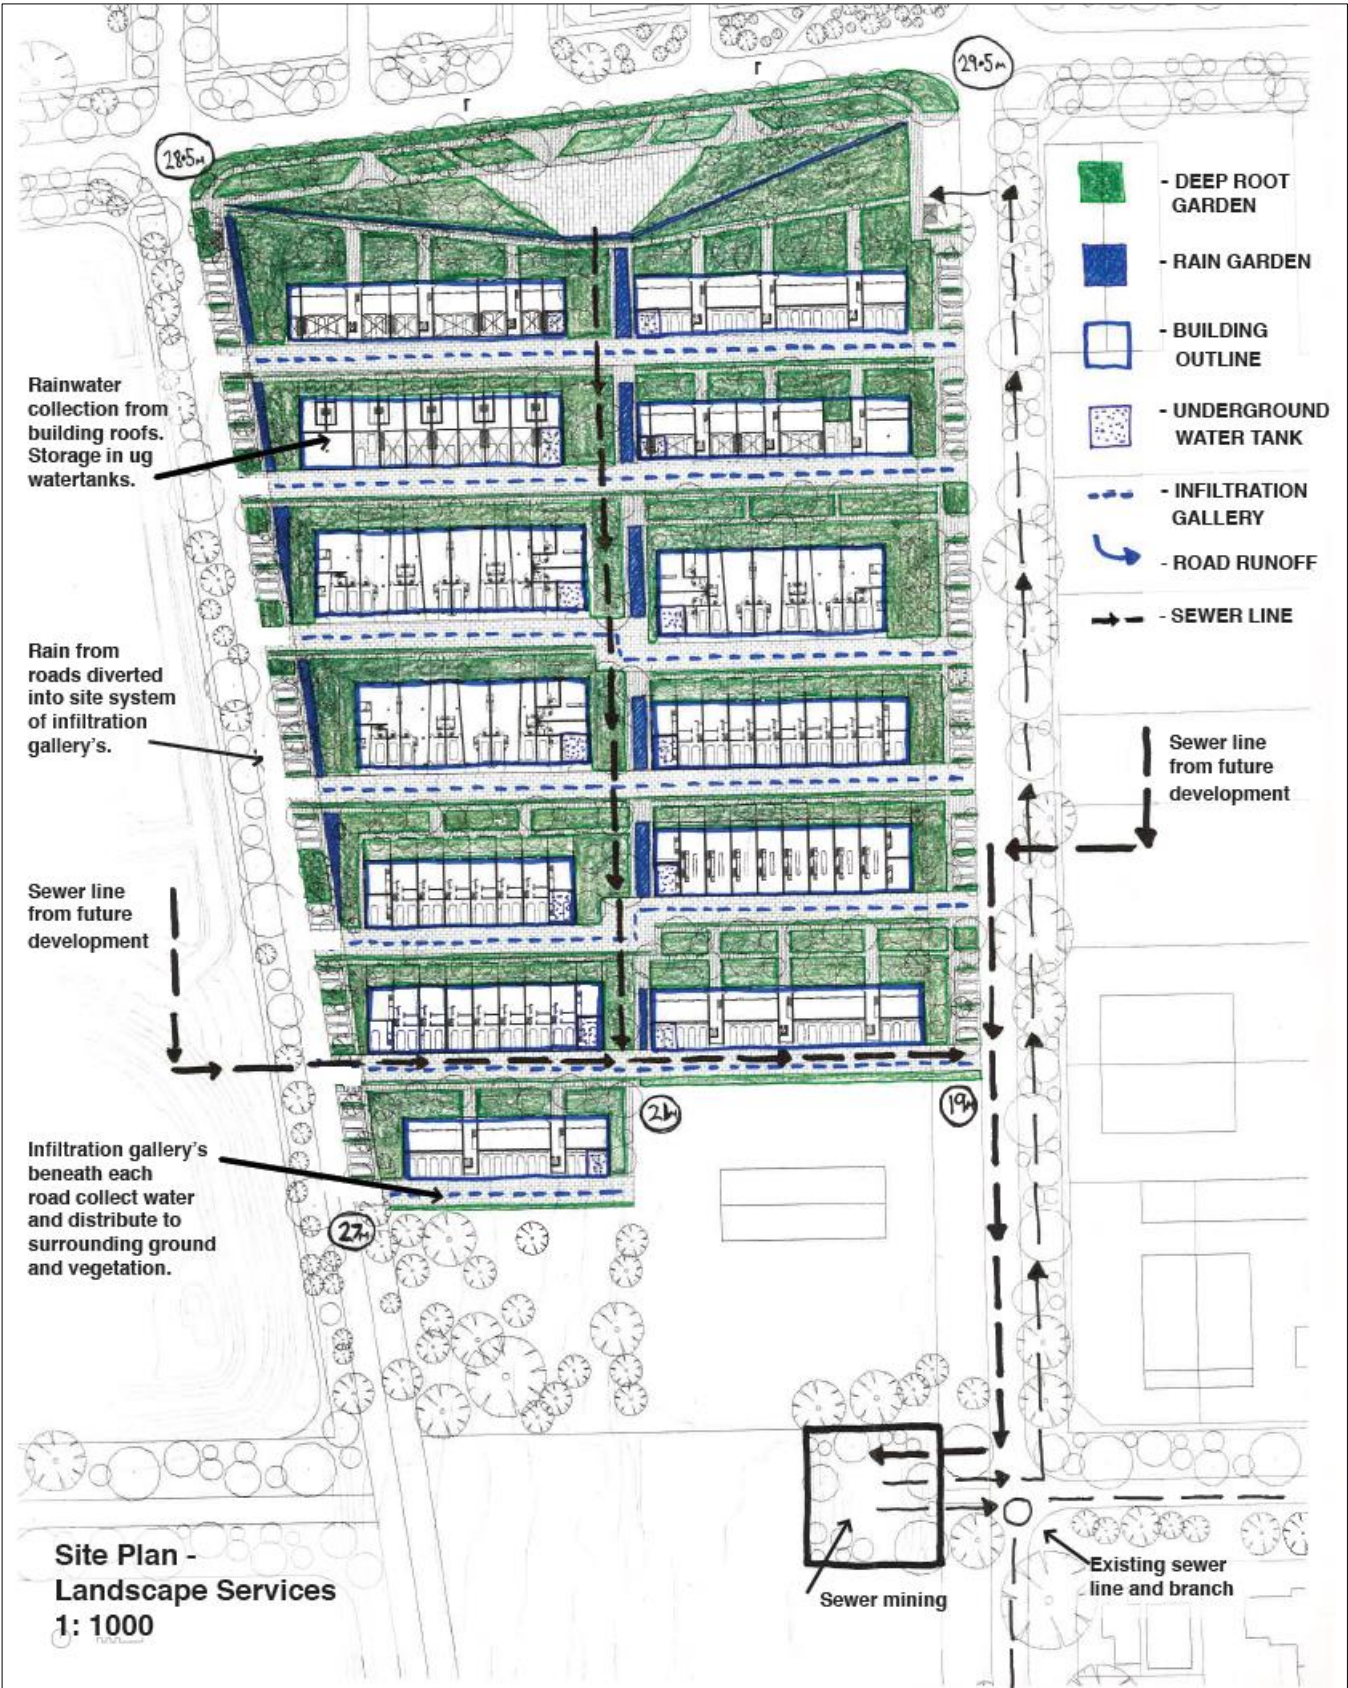 29.5m
28.5m
- DEEP ROOT
GARDEN
- RAIN GARDEN
- BUILDING
OUTLINE
- UNDERGROUND
WATER TANK
- INFILTRATION
GALLERY
- ROAD RUNOFF
- SEWER LINE
Rainwater
collection from
building roofs.
Storage in ug
watertanks.
Rain from
roads diverted
into site system
of infiltration
gallery's.
Sewer line
from future
development
Sewer line
from future
development
21m
19m
Infiltration gallery's
beneath each
road collect water
and distribute to
surrounding ground
and vegetation.
27m
Site Plan -
Landscape Services
1: 1000
Sewer mining
Existing sewer
line and branch